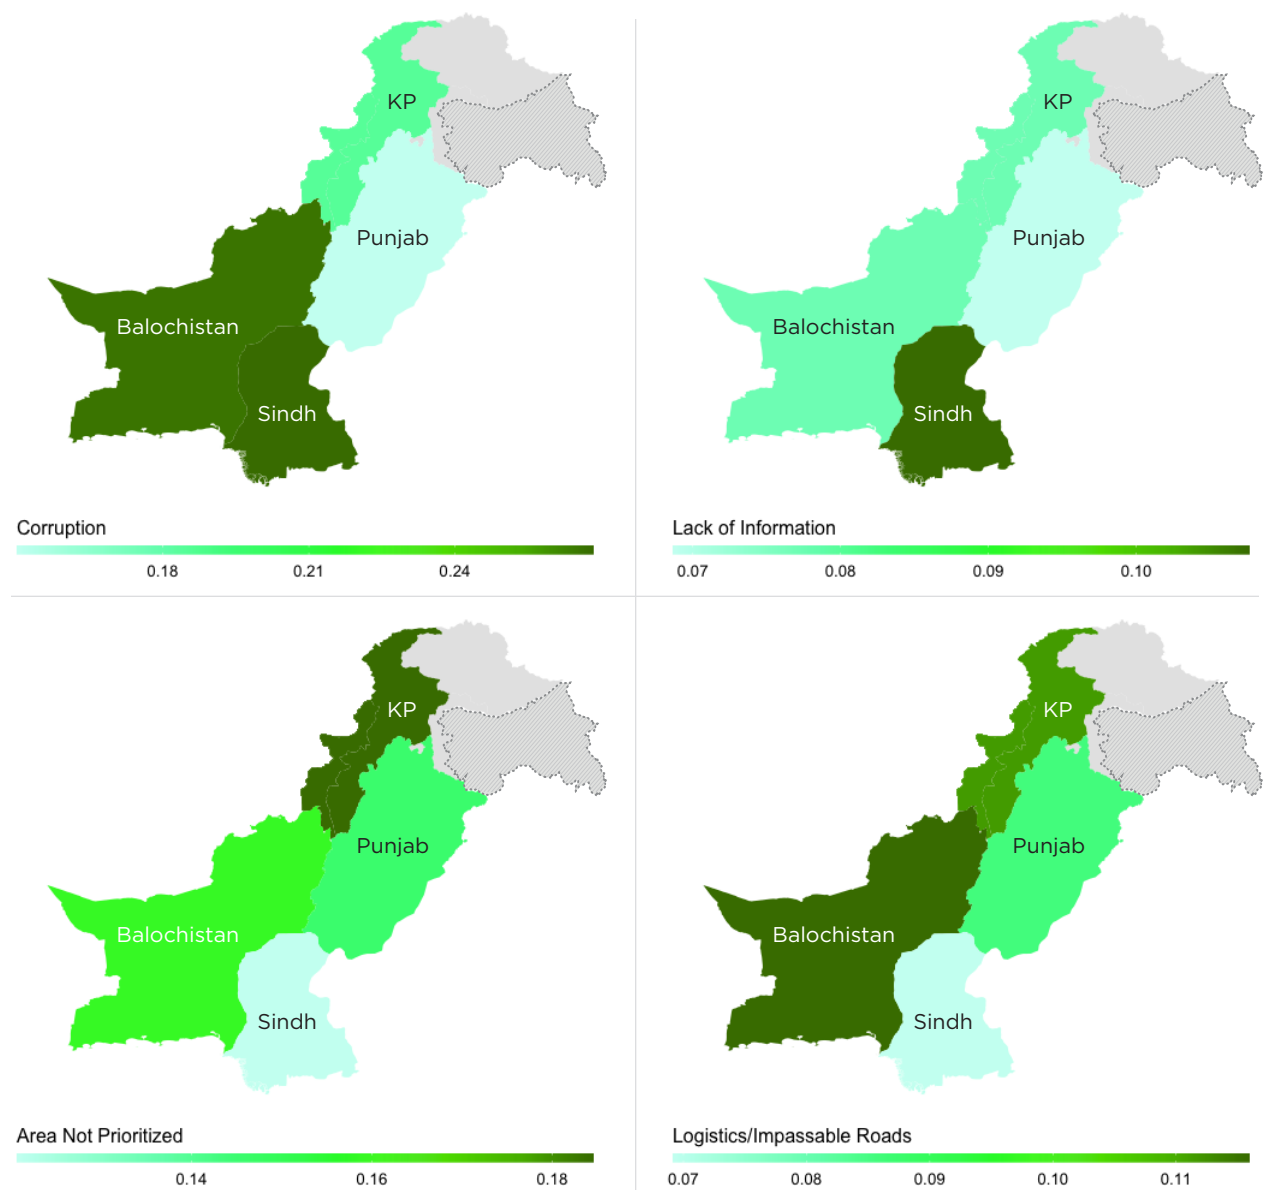 KP
Punjab
Balochistan
Sindh
Corruption
0.18 0.21 0.24
KP
Punjab
Balochistan
Sindh
Lack of Information
0.07 0.08 0.09 0.10
KP
Punjab
Balochistan
Sindh
Area Not Prioritized
0.14 0.16 0.18
KP
Punjab
Balochistan
Sindh
Logistics/Impassable Roads
0.07 0.08 0.09 0.10 0.11